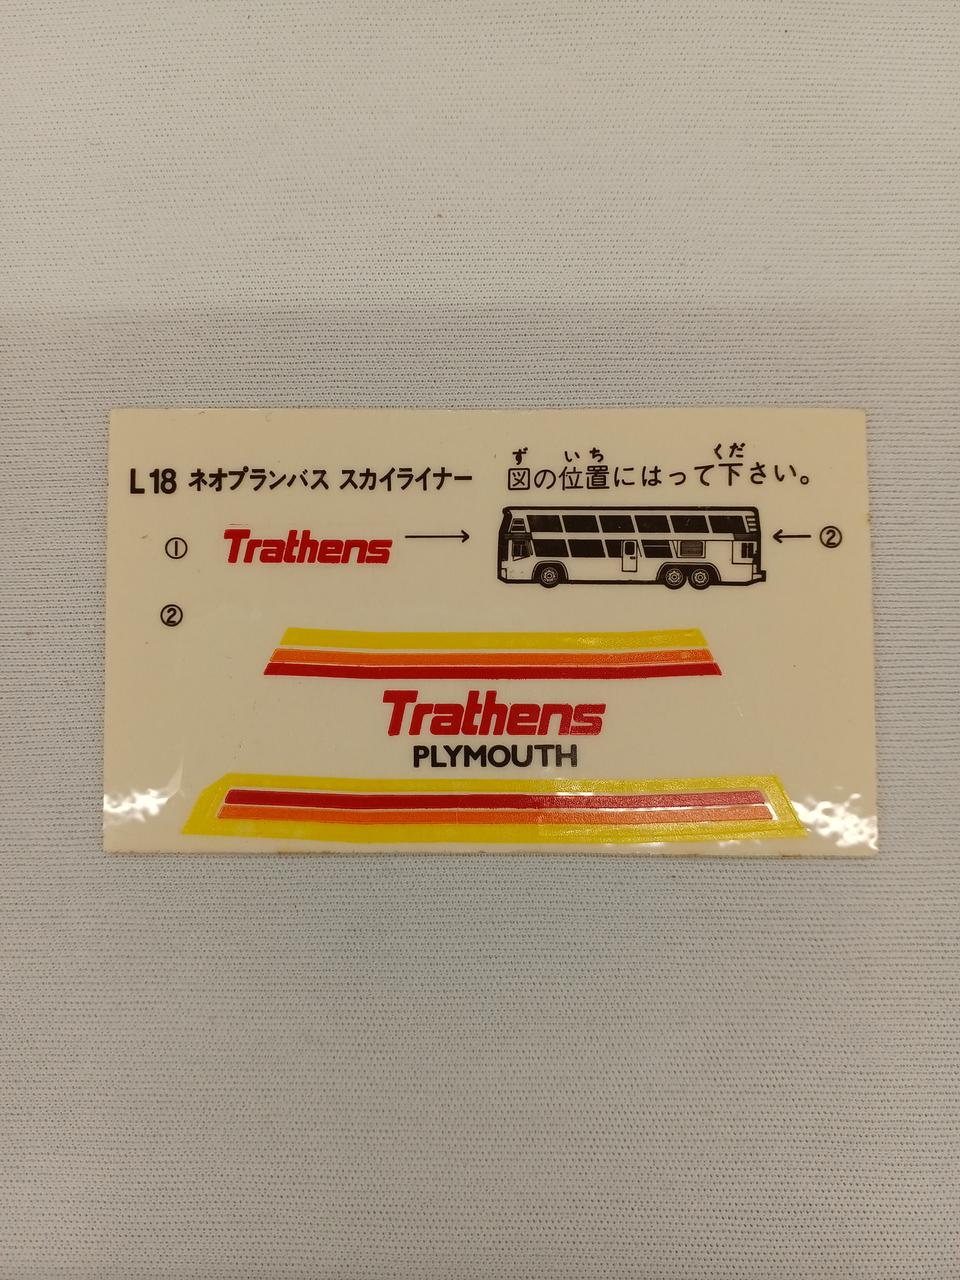 L18 ネオプランバス スカイライナー
ず いち くだ
図の位置にはって下さい。
① Trathens → ← ②
②
Trathens
PLYMOUTH